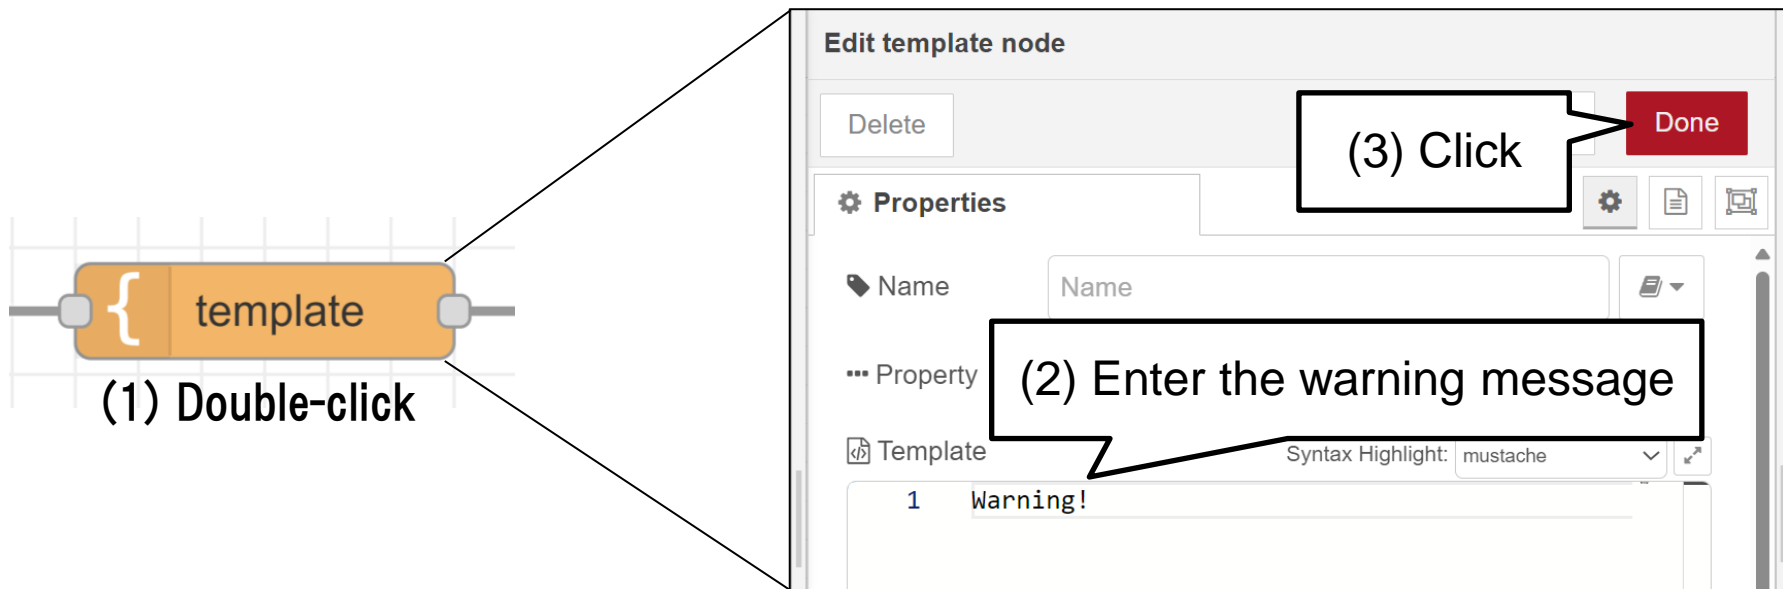 Edit template node
Delete
(3) Click
Done
Properties
Name
Name
{ template
(1) Double-click
Property
(2) Enter the warning message
Template
Syntax Highlight: mustache
1 Warning!